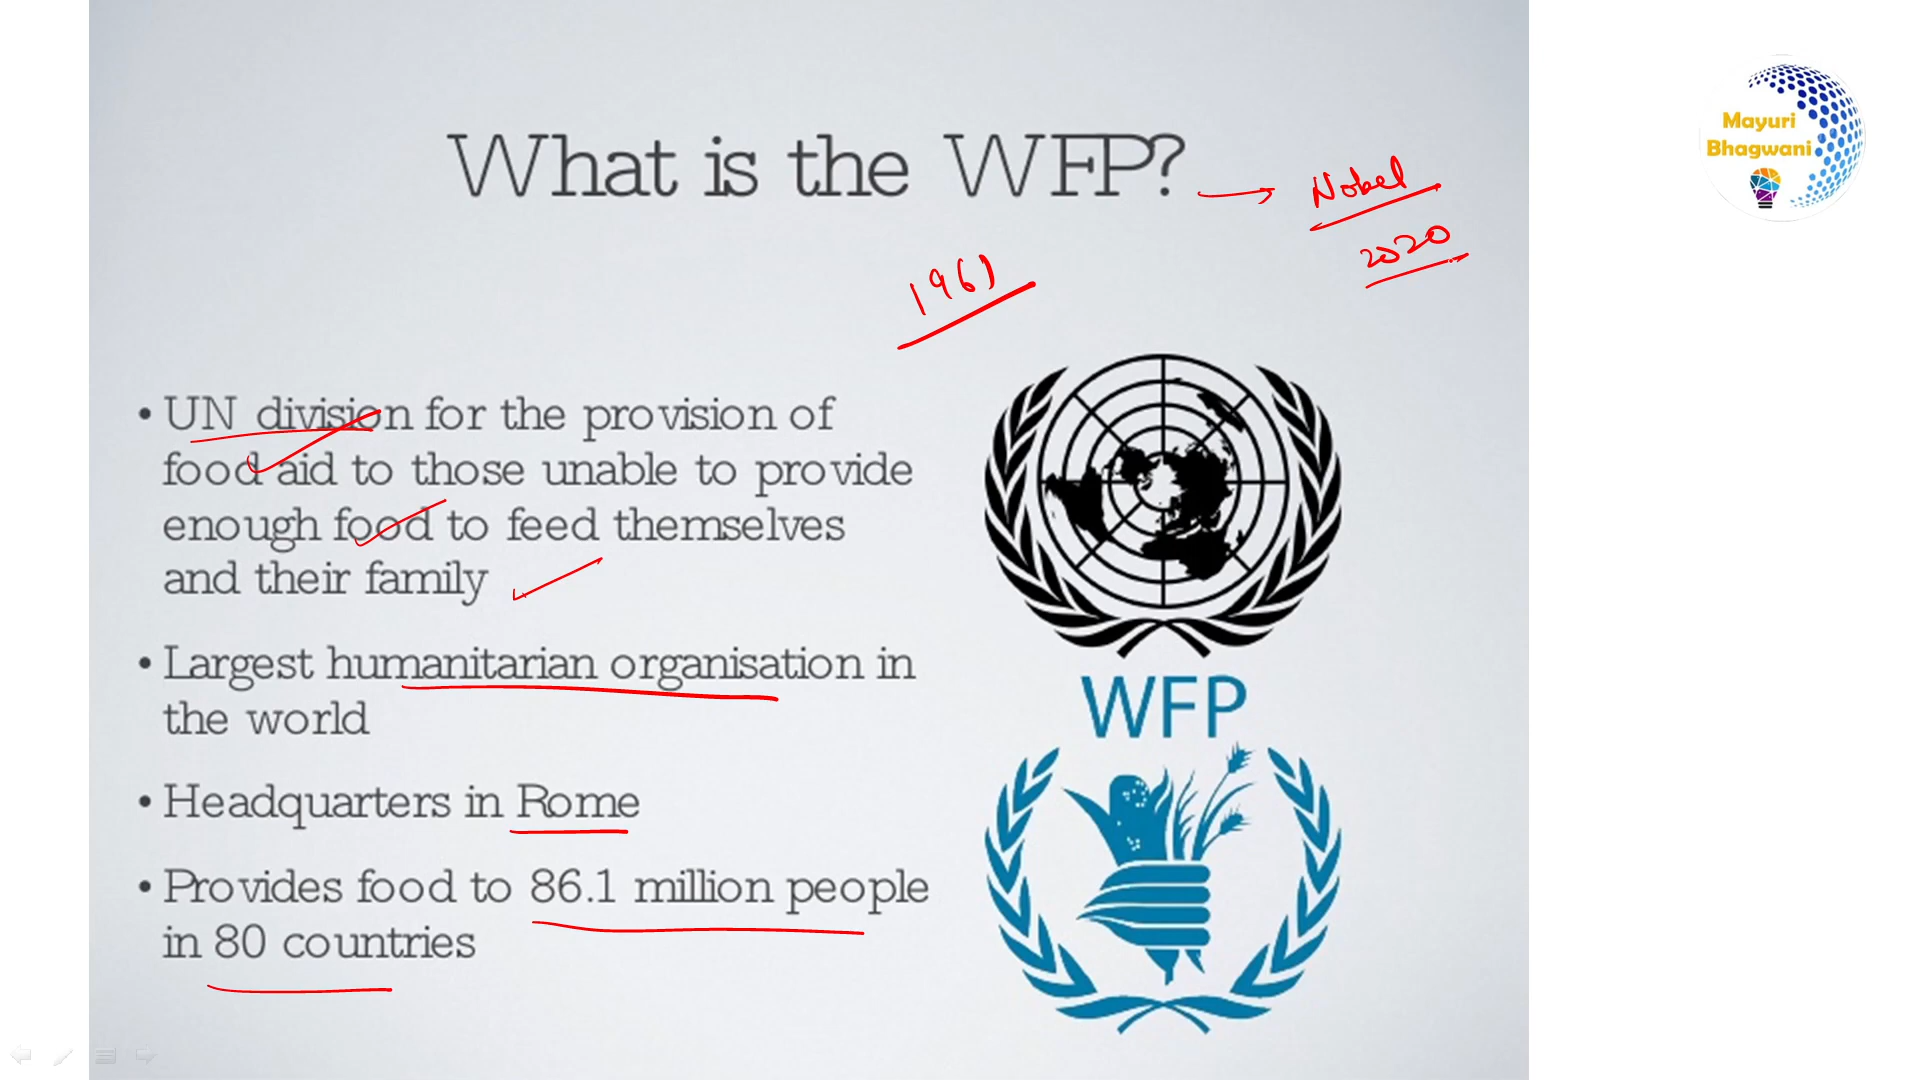 What is the WFP?
Nobel
2020
1961
• UN division for the provision of
food aid to those unable to provide
enough food to feed themselves
and their family
• Largest humanitarian organisation in
the world
• Headquarters in Rome
• Provides food to 86.1 million people
in 80 countries
WFP
Mayuri
Bhagwani